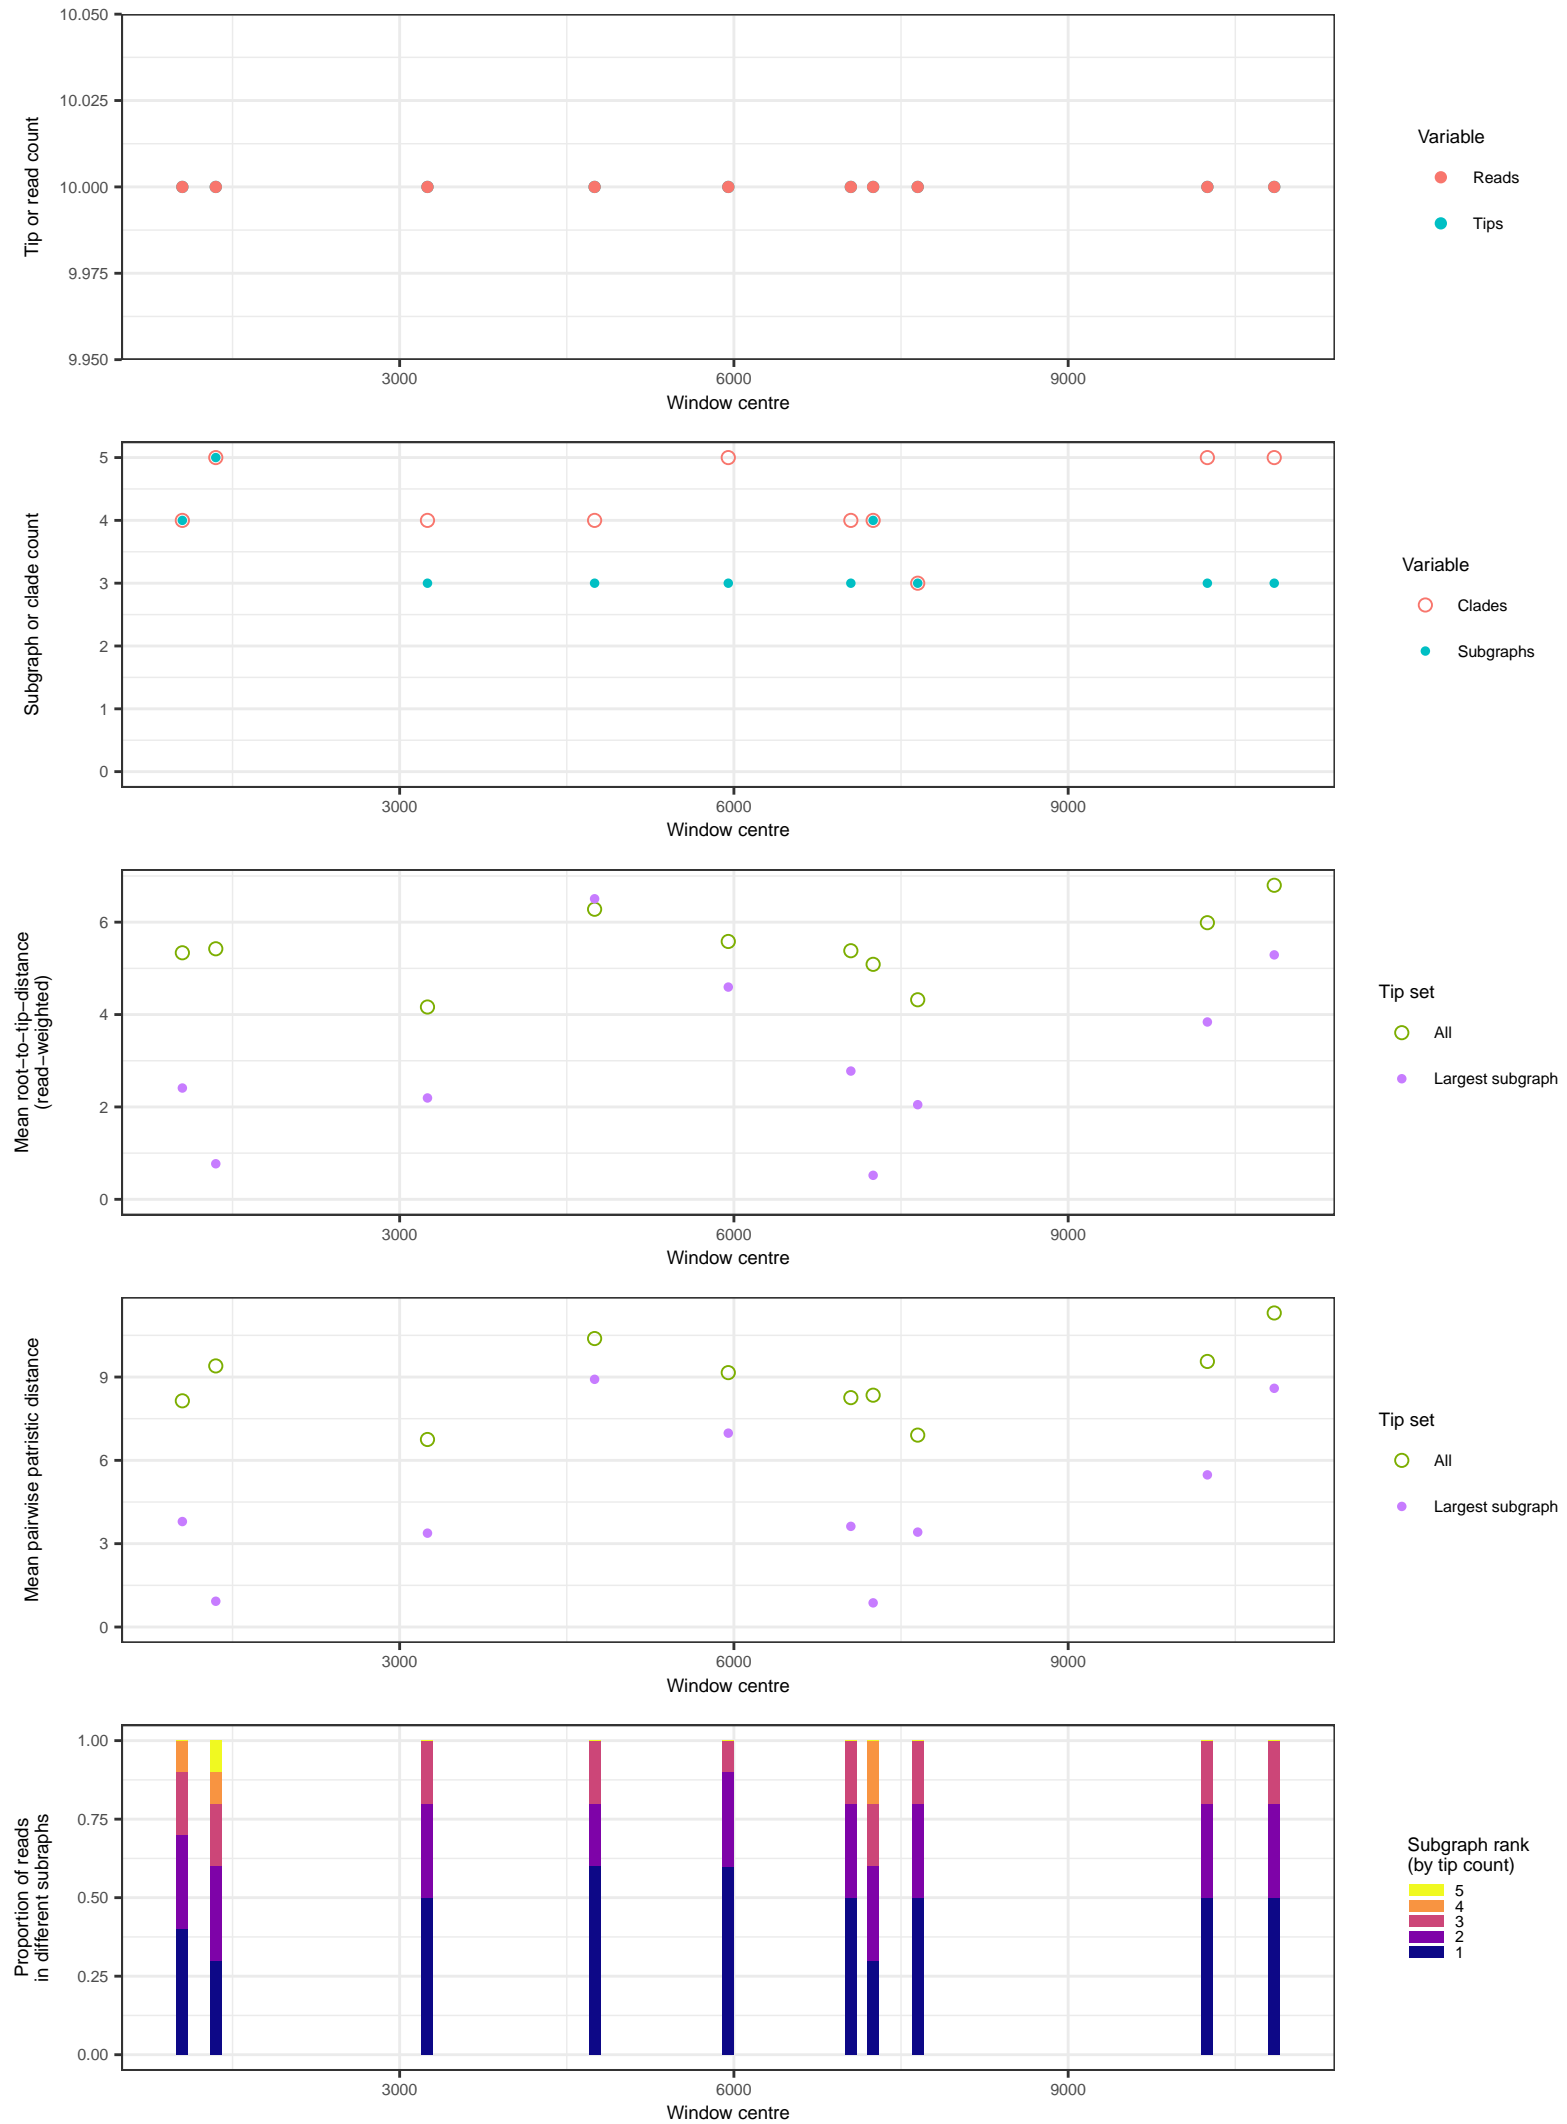 10.050
10.025
10.000
9.975
9.950
Tip or read count
3000
6000
9000
Window centre
Variable
Reads
Tips
5
4
3
2
1
0
Subgraph or clade count
3000
6000
9000
Window centre
Variable
Clades
Subgraphs
6
4
2
0
Mean root−to−tip−distance
(read−weighted)
3000
6000
9000
Window centre
Tip set
All
Largest subgraph
9
6
3
0
Mean pairwise patristic distance
3000
6000
9000
Window centre
Tip set
All
Largest subgraph
1.00
0.75
0.50
0.25
0.00
Proportion of reads
in different subraphs
3000
6000
9000
Window centre
Subgraph rank
(by tip count)
5
4
3
2
1